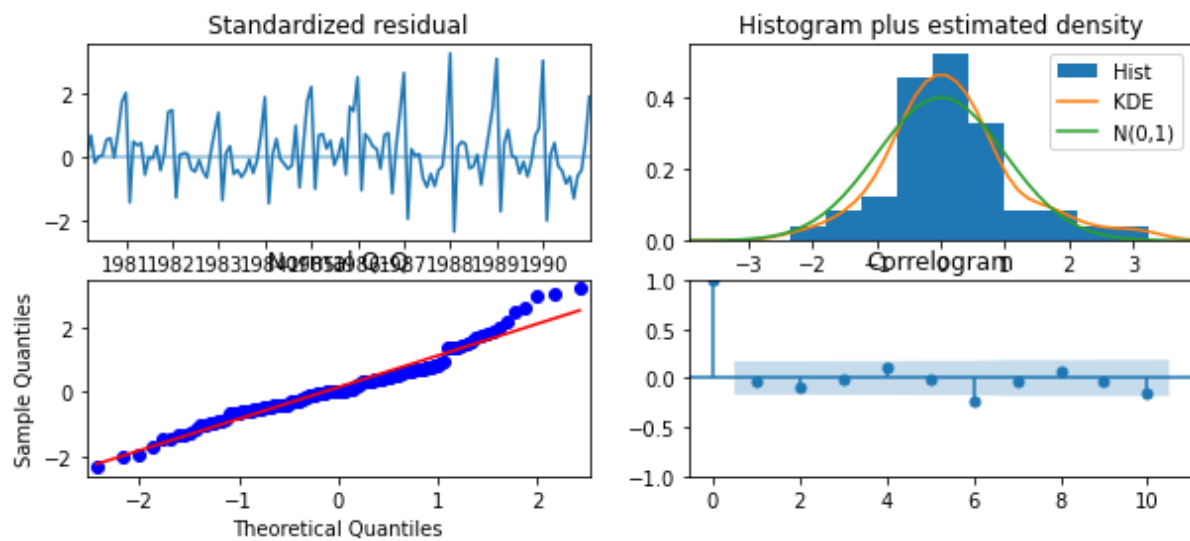 Standardized residual
2
0
−2
1981 1982 1983 1984 1985 1986 1987 1988 1989 1990
Histogram plus estimated density
Hist
KDE
N(0,1)
0.4
0.2
0.0
−3 −2 −1 0 1 2 3
Normal Q-Q
Sample Quantiles
2
0
−2
−2 −1 0 1 2
Theoretical Quantiles
Correlogram
1.0
0.5
0.0
−0.5
−1.0
0 2 4 6 8 10